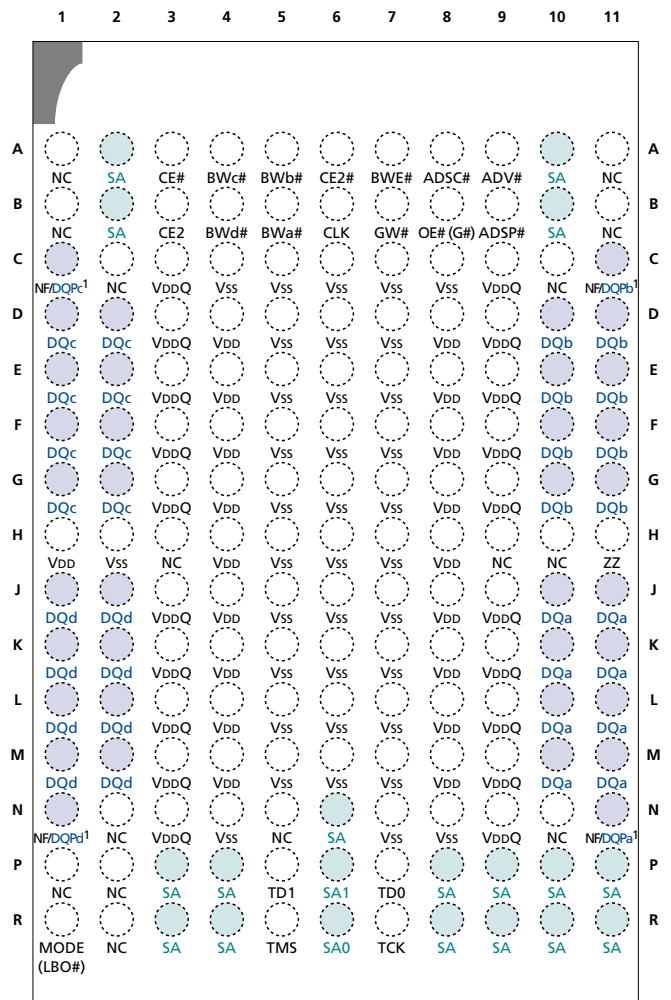 1 2 3 4 5 6 7 8 9 10 11
A A
NC SA CE# BWc# BWb# CE2# BWE# ADSC# ADV# SA NC
B B
NC SA CE2 BWd# BWa# CLK GW# OE# (G#) ADSP# SA NC
C C
NF/DQPc1 NC VDDQ VSS VSS VSS VSS VSS VDDQ NC NF/DQPb1
D D
DQc DQc VDDQ VDD VSS VSS VSS VDD VDDQ DQb DQb
E E
DQc DQc VDDQ VDD VSS VSS VSS VDD VDDQ DQb DQb
F F
DQc DQc VDDQ VDD VSS VSS VSS VDD VDDQ DQb DQb
G G
DQc DQc VDDQ VDD VSS VSS VSS VDD VDDQ DQb DQb
H H
VDD VSS NC VDD VSS VSS VSS VDD NC NC ZZ
J J
DQd DQd VDDQ VDD VSS VSS VSS VDD VDDQ DQa DQa
K K
DQd DQd VDDQ VDD VSS VSS VSS VDD VDDQ DQa DQa
L L
DQd DQd VDDQ VDD VSS VSS VSS VDD VDDQ DQa DQa
M M
DQd DQd VDDQ VDD VSS VSS VSS VDD VDDQ DQa DQa
N N
NF/DQPd1 NC VDDQ VSS NC SA VSS VSS VDDQ NC NF/DQPa1
P P
NC NC SA SA TD1 SA1 TD0 SA SA SA SA
R R
MODE NC SA SA TMS SA0 TCK SA SA SA SA
(LBO#)